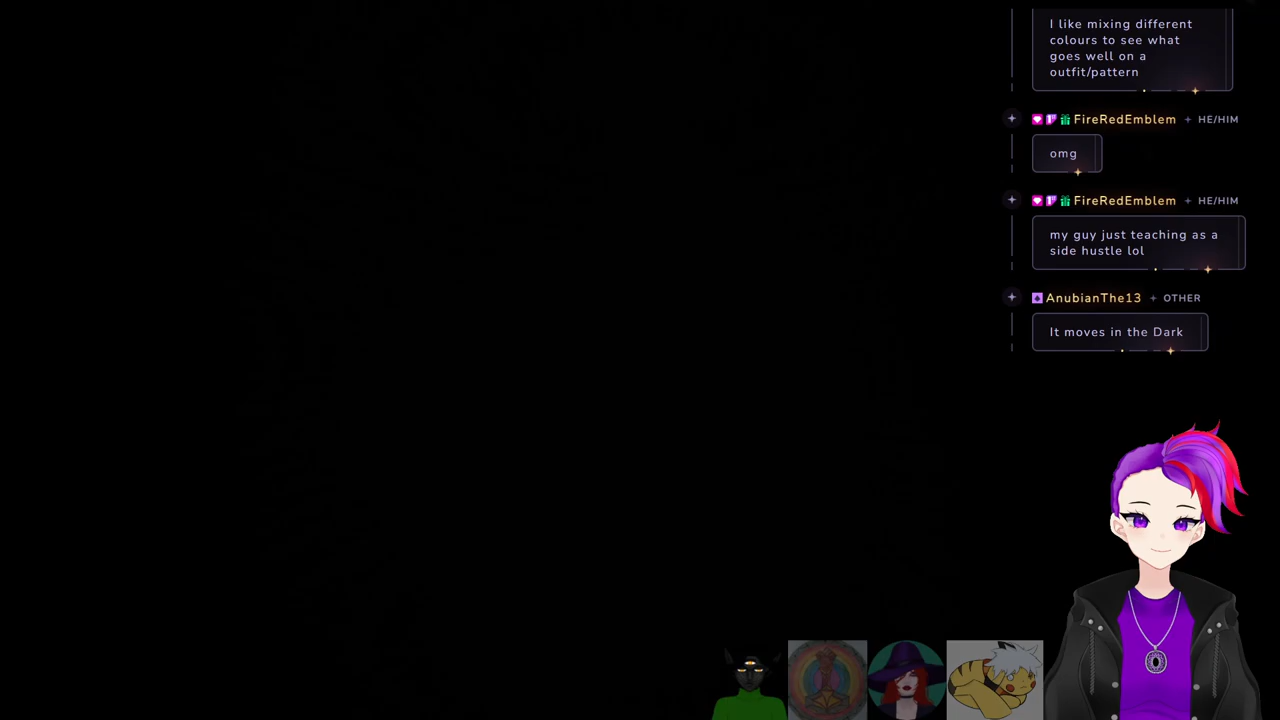 I like mixing different
colours to see what
goes well on a
outfit/pattern
FireRedEmblem HE/HIM
omg
FireRedEmblem HE/HIM
my guy just teaching as a
side hustle lol
AnubianThe13 OTHER
It moves in the Dark